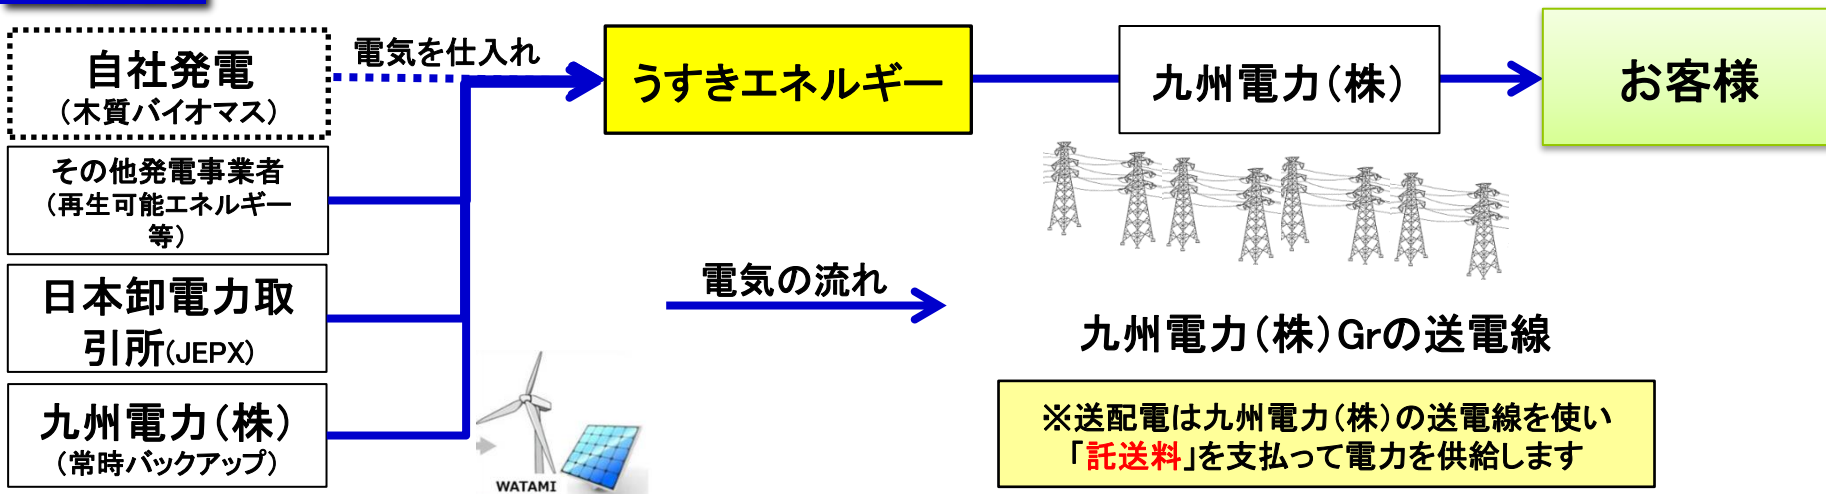 自社発電
（木質バイオマス）
電気を仕入れ
うすきエネルギー
九州電力（株）
お客様
その他発電事業者
（再生可能エネルギー
等）
日本卸電力取
引所(JEPX)
九州電力（株）
（常時バックアップ）
WATAMI
電気の流れ
九州電力（株）Grの送電線
※送配電は九州電力（株）の送電線を使い
「託送料」を支払って電力を供給します